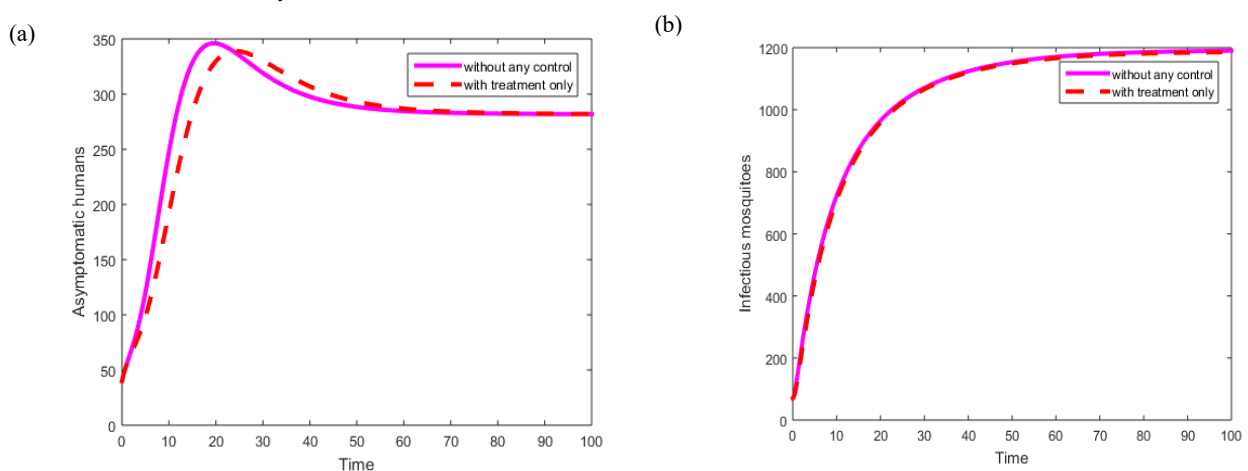 (a)
350
300
250
200
150
100
50
0
Asymptomatic humans
without any control
with treatment only
0 10 20 30 40 50 60 70 80 90 100
Time
(b)
1200
1000
800
600
400
200
0
Infectious mosquitoes
without any control
with treatment only
0 10 20 30 40 50 60 70 80 90 100
Time